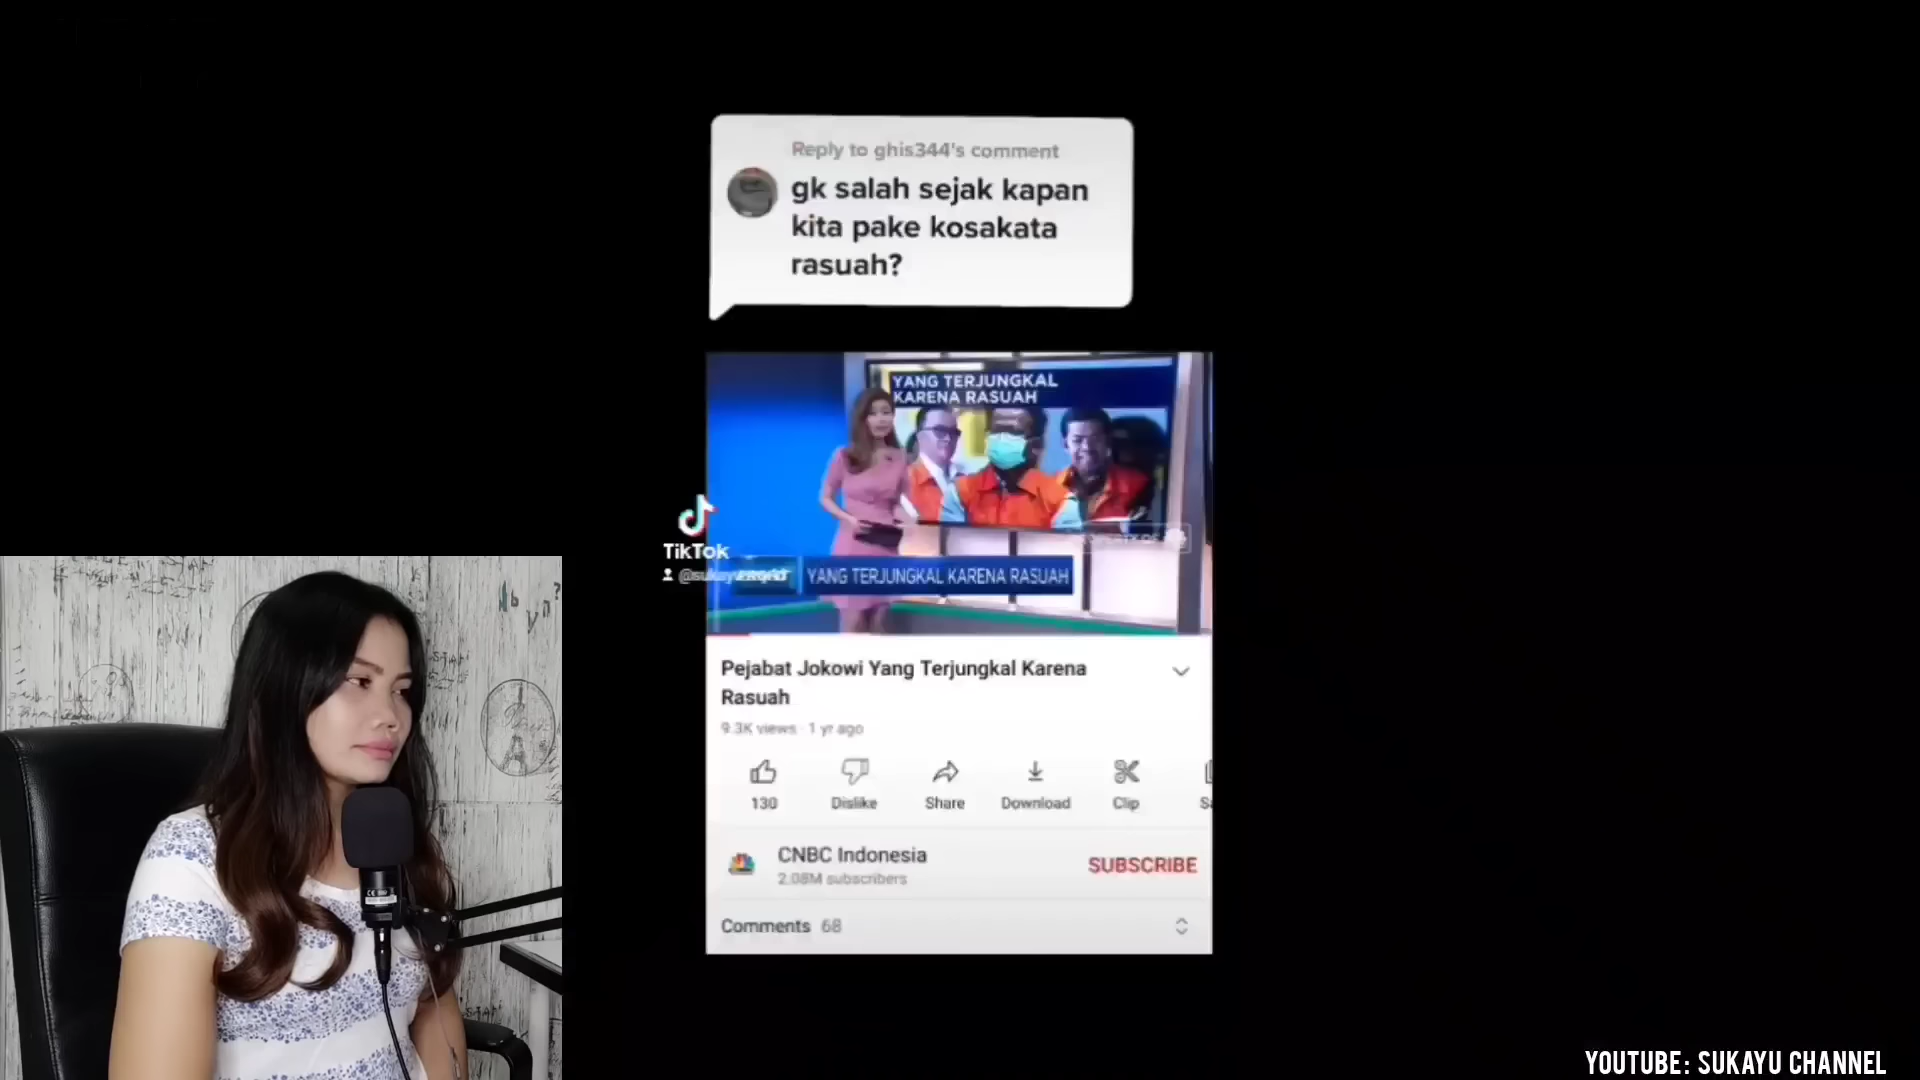 Reply to ghis344's comment
gk salah sejak kapan
kita pake kosakata
rasuah?
YANG TERJUNGKAL
KARENA RASUAH
TikTok
YANG TERJUNGKAL KARENA RASUAH
Pejabat Jokowi Yang Terjungkal Karena
Rasuah
9.3K views · 1 yr ago
130
Dislike
Share
Download
Clip
CNBC Indonesia
2.08M subscribers
SUBSCRIBE
Comments 68
YOUTUBE: SUKAYU CHANNEL